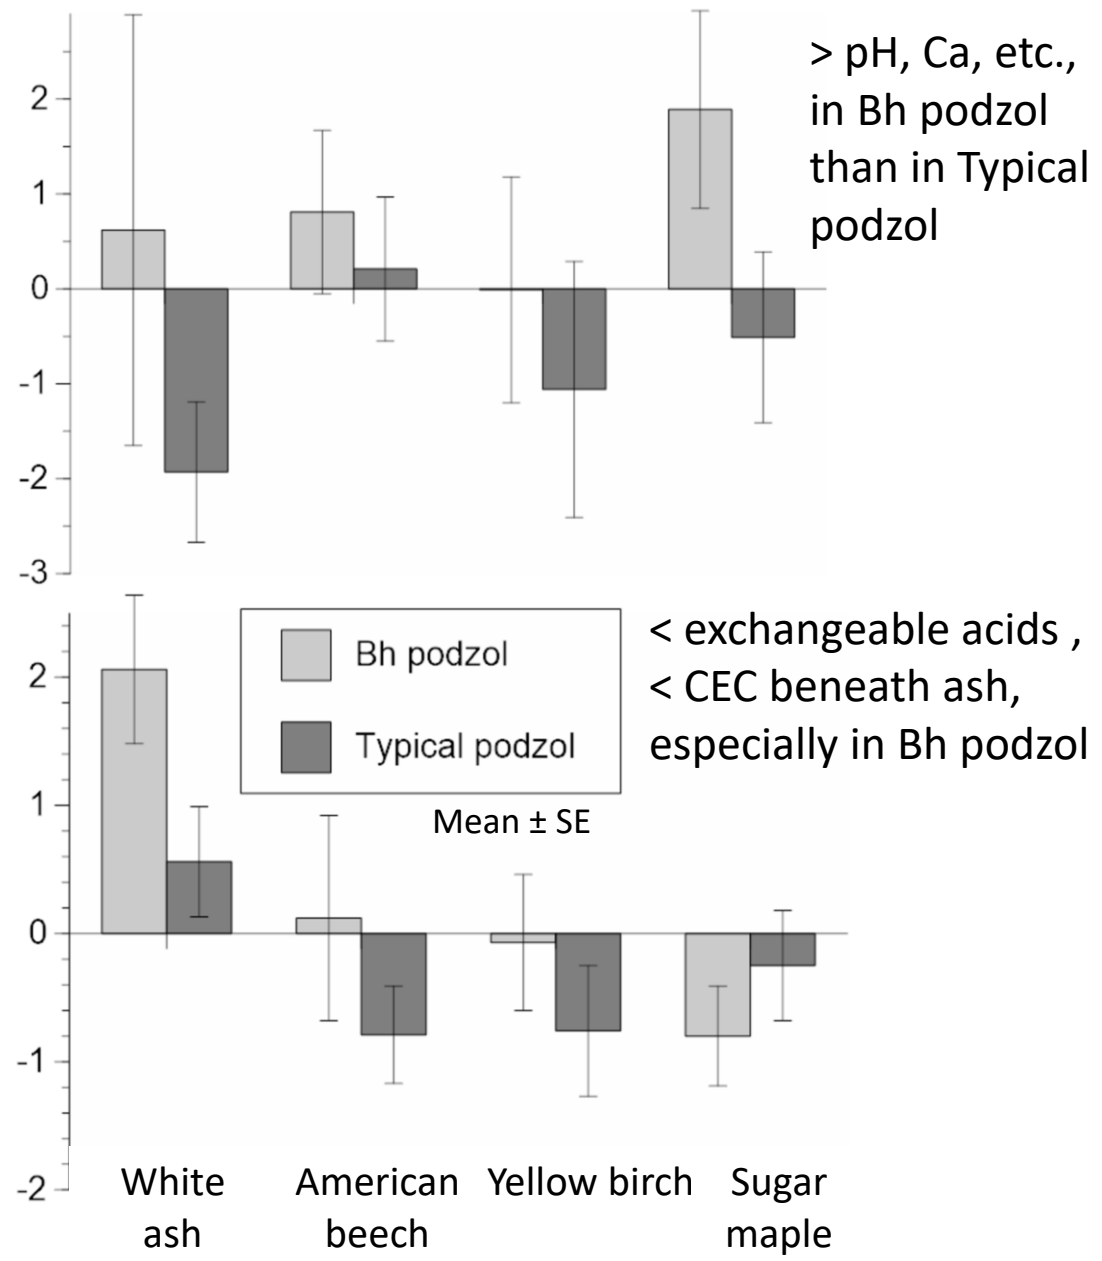 > pH, Ca, etc.,
in Bh podzol
than in Typical
podzol
2
1
0
-1
-2
-3
< exchangeable acids ,
< CEC beneath ash,
especially in Bh podzol
Bh podzol
Typical podzol
Mean ± SE
2
1
0
-1
-2
White
ash
American
beech
Yellow birch
Sugar
maple